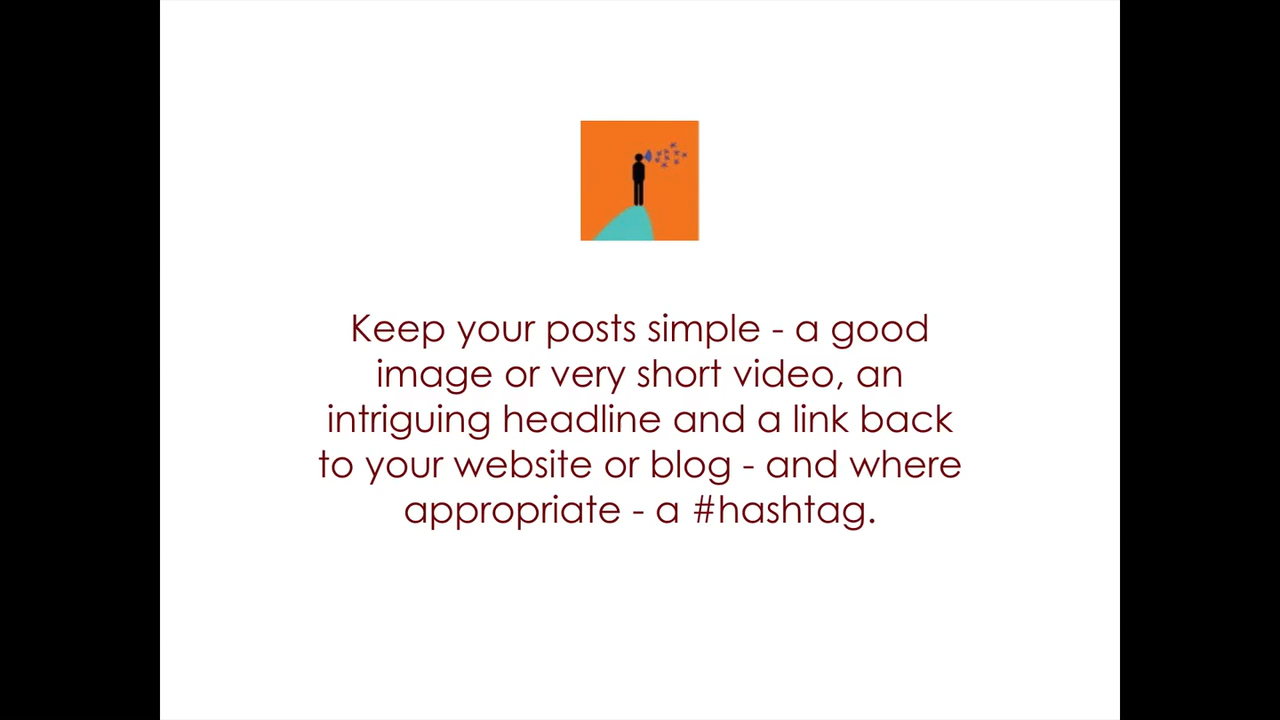 Keep your posts simple - a good
image or very short video, an
intriguing headline and a link back
to your website or blog - and where
appropriate - a #hashtag.